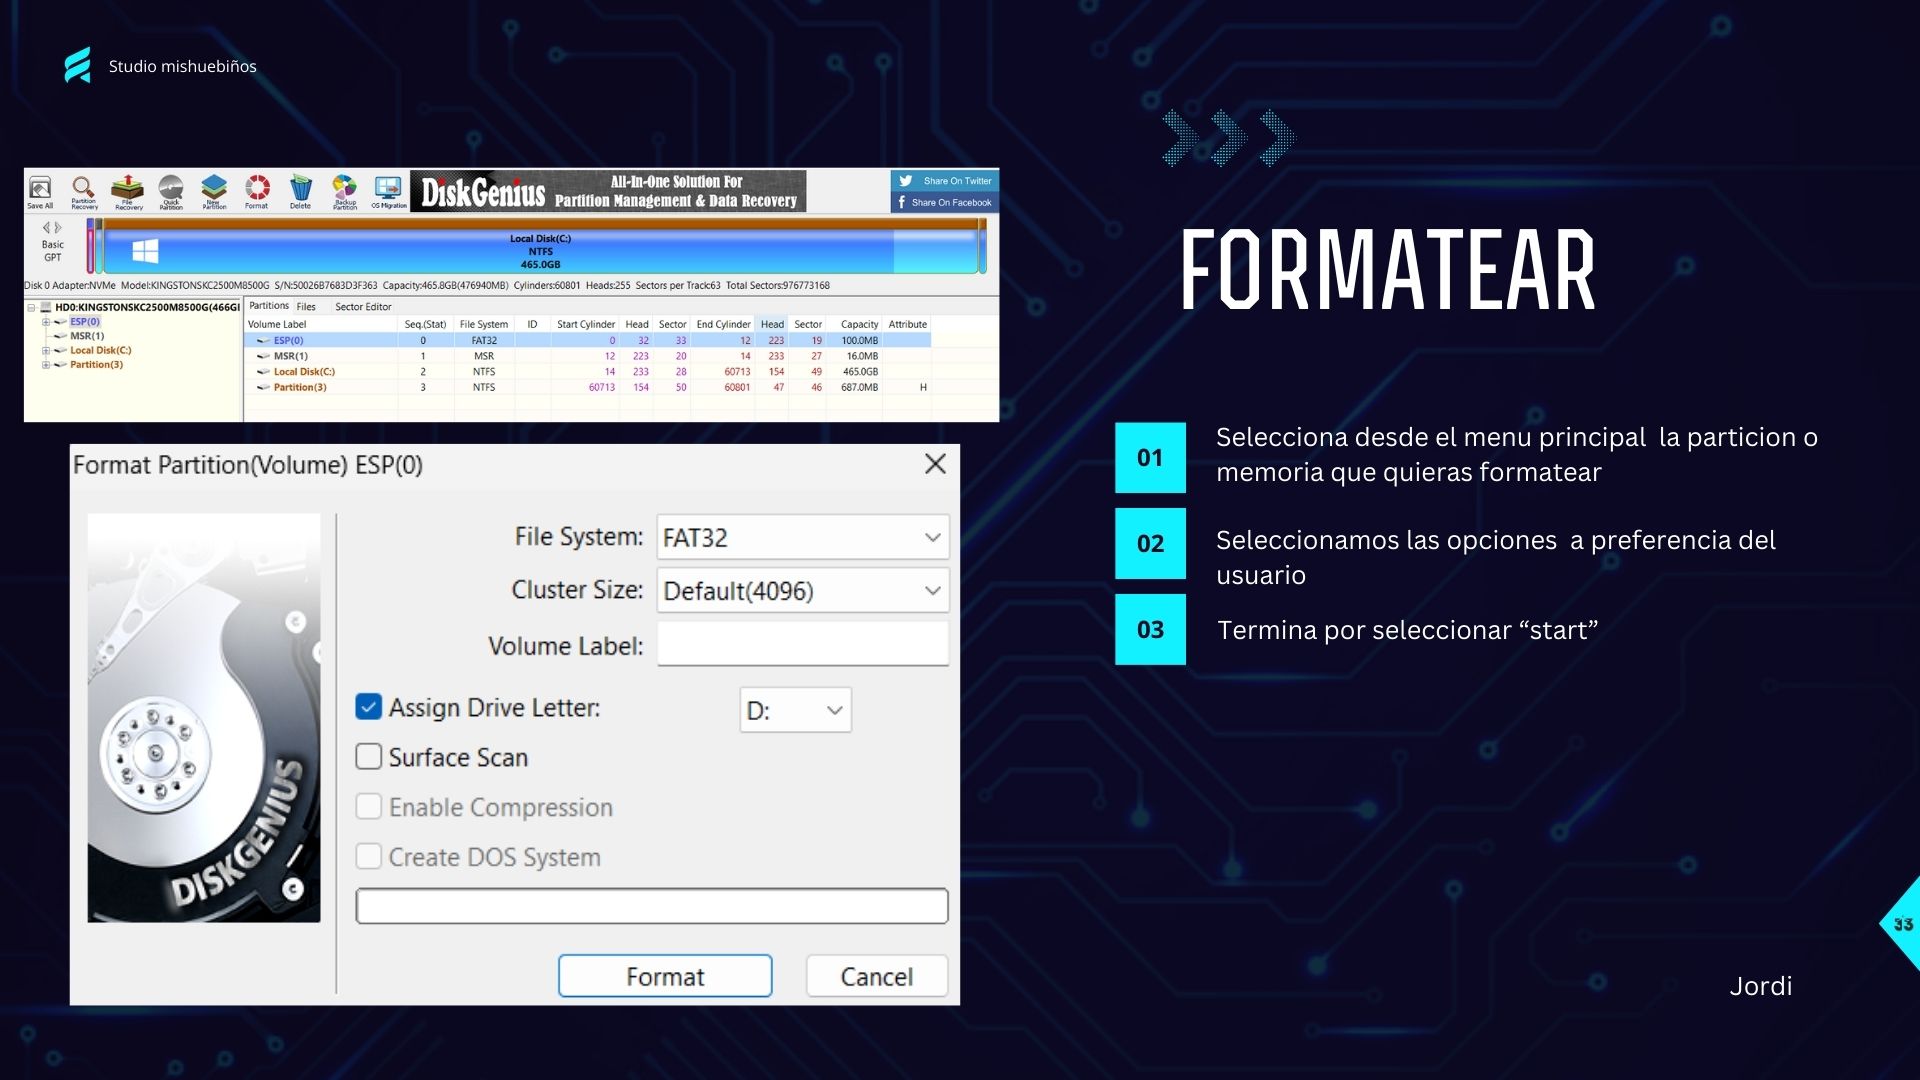 Studio mishuebiños
Save All
Partition Recovery
File Recovery
Quick Partition
New Partition
Format
Delete
Backup Partition
OS Migration
DiskGenius
All-In-One Solution For
Partition Management & Data Recovery
Share On Twitter
Share On Facebook
Basic
GPT
Local Disk(C:)
NTFS
465.0GB
Disk 0 Adapter:NVMe Model:KINGSTONSKC2500M8500G S/N:50026B7683D3F363 Capacity:465.8GB(476940MB) Cylinders:60801 Heads:255 Sectors per Track:63 Total Sectors:976773168
HD0:KINGSTONSKC2500M8500G(466GI
ESP(0)
MSR(1)
Local Disk(C:)
Partition(3)
Partitions Files Sector Editor
Volume Label Seq.(Stat) File System ID Start Cylinder Head Sector End Cylinder Head Sector Capacity Attribute
ESP(0) 0 FAT32 0 32 33 12 223 19 100.0MB
MSR(1) 1 MSR 12 223 20 14 233 27 16.0MB
Local Disk(C:) 2 NTFS 14 233 28 60713 154 49 465.0GB
Partition(3) 3 NTFS 60713 154 50 60801 47 46 687.0MB H
Format Partition(Volume) ESP(0)
File System: FAT32
Cluster Size: Default(4096)
Volume Label:
Assign Drive Letter: D:
Surface Scan
Enable Compression
Create DOS System
DISKGENIUS
Format Cancel
FORMATEAR
01
Selecciona desde el menu principal la particion o
memoria que quieras formatear
02
Seleccionamos las opciones a preferencia del
usuario
03
Termina por seleccionar “start”
33
Jordi